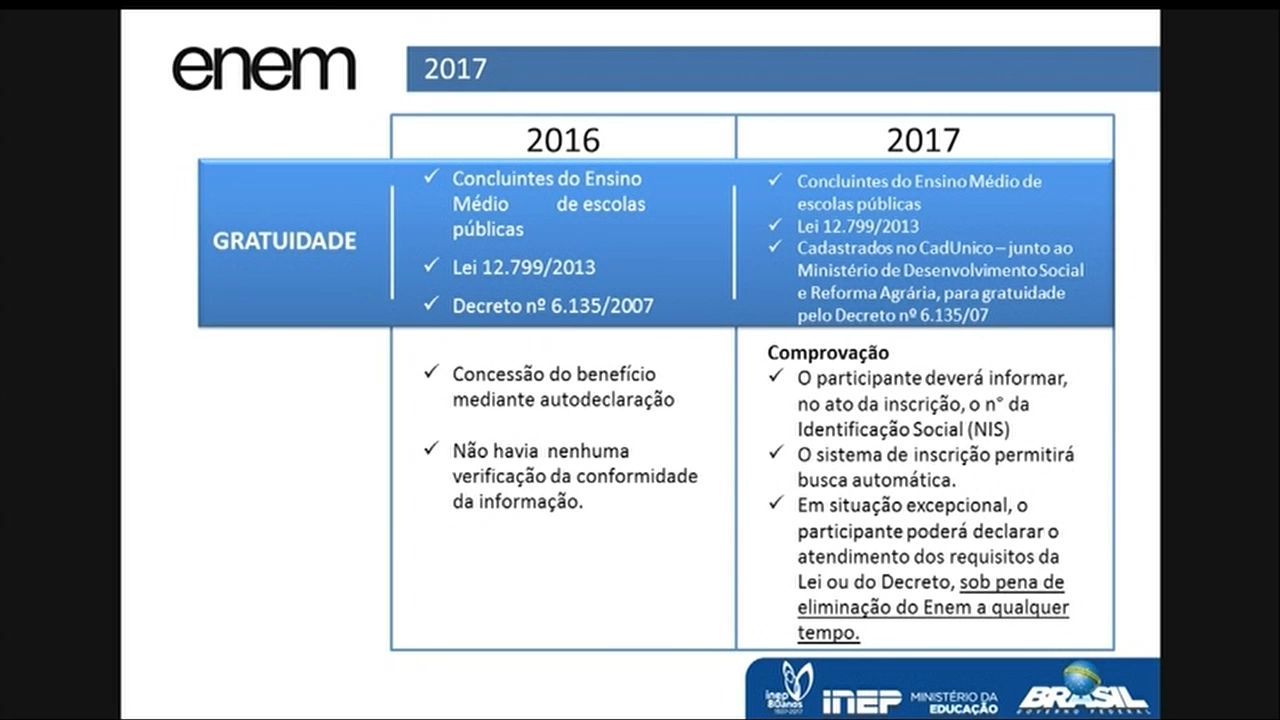 enem
2017
2016
2017
GRATUIDADE
✓ Concluintes do Ensino
Médio de escolas
públicas
✓ Lei 12.799/2013
✓ Decreto nº 6.135/2007
✓ Concluintes do Ensino Médio de
escolas públicas
✓ Lei 12.799/2013
✓ Cadastrados no CadUnico – junto ao
Ministério de Desenvolvimento Social
e Reforma Agrária, para gratuidade
pelo Decreto nº 6.135/07
✓ Concessão do benefício
mediante autodeclaração
✓ Não havia nenhuma
verificação da conformidade
da informação.
Comprovação
✓ O participante deverá informar,
no ato da inscrição, o n° da
Identificação Social (NIS)
✓ O sistema de inscrição permitirá
busca automática.
✓ Em situação excepcional, o
participante poderá declarar o
atendimento dos requisitos da
Lei ou do Decreto, sob pena de
eliminação do Enem a qualquer
tempo.
inep
80anos
1937-2017
INEP
MINISTÉRIO DA
EDUCAÇÃO
BRASIL
GOVERNO FEDERAL